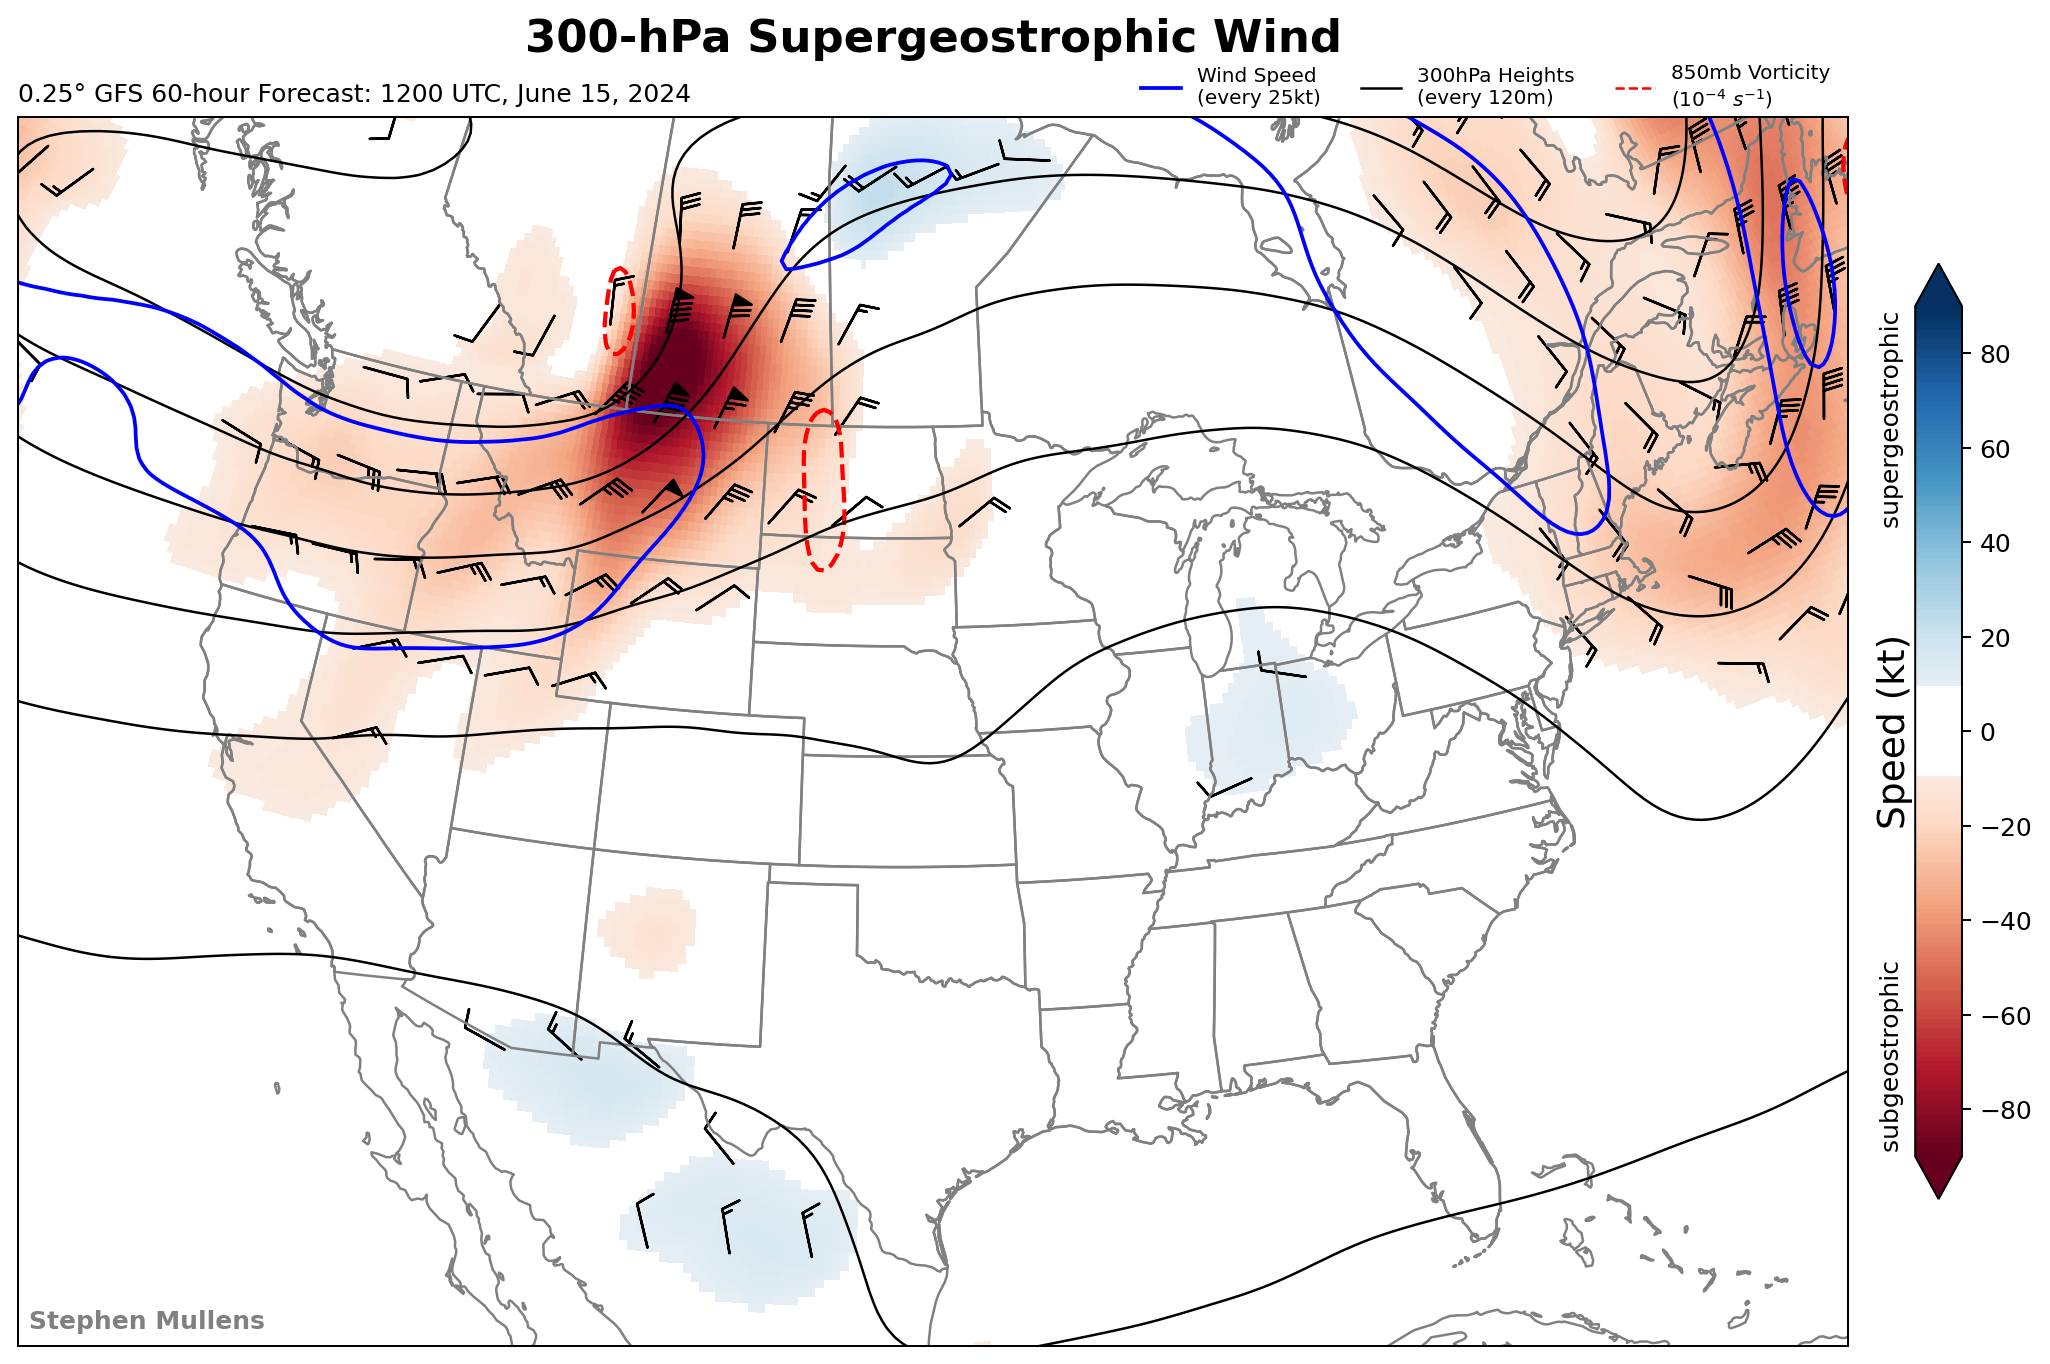 300-hPa Supergeostrophic Wind
0.25° GFS 60-hour Forecast: 1200 UTC, June 15, 2024
Wind Speed
(every 25kt)
300hPa Heights
(every 120m)
850mb Vorticity
(10⁻⁴ s⁻¹)
supergeostrophic
Speed (kt)
subgeostrophic
80
60
40
20
0
−20
−40
−60
−80
Stephen Mullens